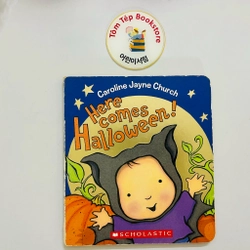 Tôm Tép Bookstore
어린이서점
Caroline Jayne Church
Here
comes
Halloween!
SCHOLASTIC